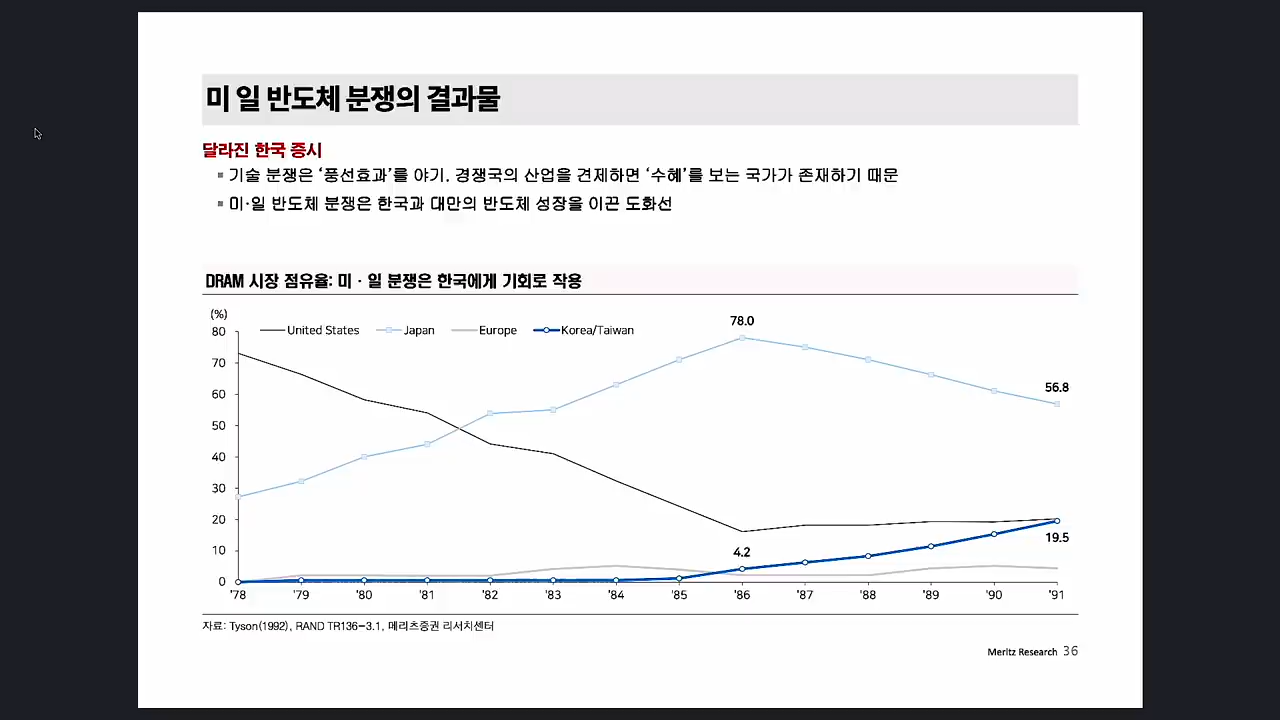 미 일 반도체 분쟁의 결과물
달라진 한국 증시
기술 분쟁은 ‘풍선효과’를 야기. 경쟁국의 산업을 견제하면 ‘수혜’를 보는 국가가 존재하기 때문
미·일 반도체 분쟁은 한국과 대만의 반도체 성장을 이끈 도화선
DRAM 시장 점유율: 미 · 일 분쟁은 한국에게 기회로 작용
(%)
United States Japan Europe Korea/Taiwan
80
70
60
50
40
30
20
10
0
78.0
56.8
4.2
19.5
'78 '79 '80 '81 '82 '83 '84 '85 '86 '87 '88 '89 '90 '91
자료: Tyson(1992), RAND TR136-3.1, 메리츠증권 리서치센터
Meritz Research 36